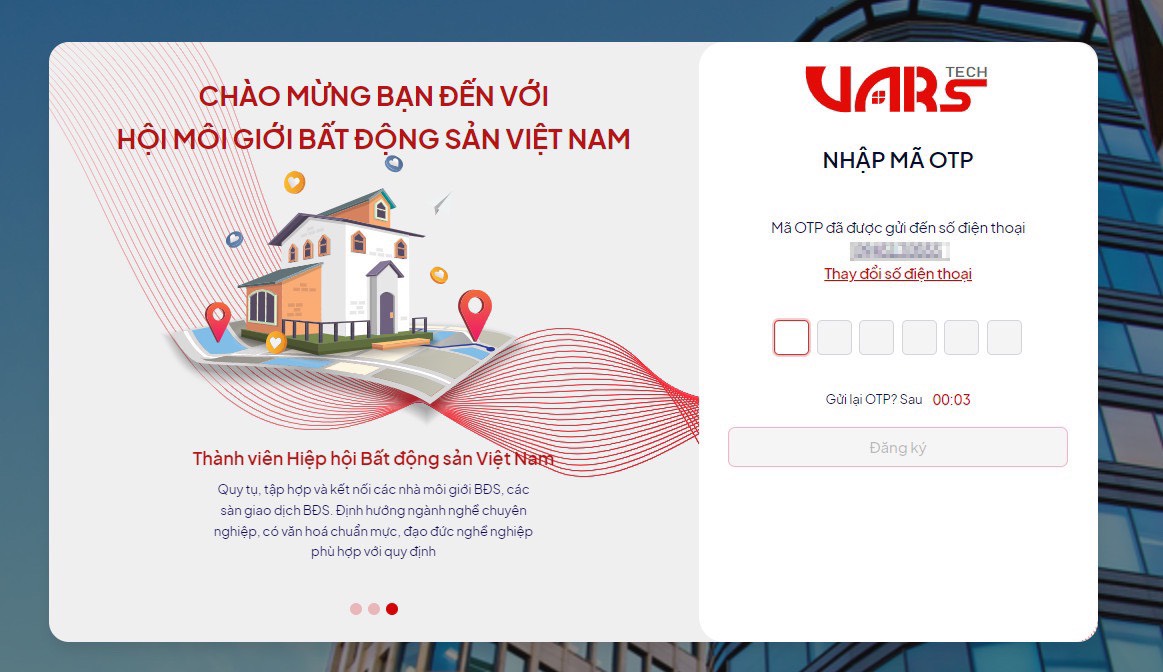 CHÀO MỪNG BẠN ĐẾN VỚI
HỘI MÔI GIỚI BẤT ĐỘNG SẢN VIỆT NAM
Thành viên Hiệp hội Bất động sản Việt Nam
Quy tụ, tập hợp và kết nối các nhà môi giới BĐS, các
sàn giao dịch BĐS. Định hướng ngành nghề chuyên
nghiệp, có văn hoá chuẩn mực, đạo đức nghề nghiệp
phù hợp với quy định
VARS TECH
NHẬP MÃ OTP
Mã OTP đã được gửi đến số điện thoại
Thay đổi số điện thoại
Gửi lại OTP? Sau 00:03
Đăng ký